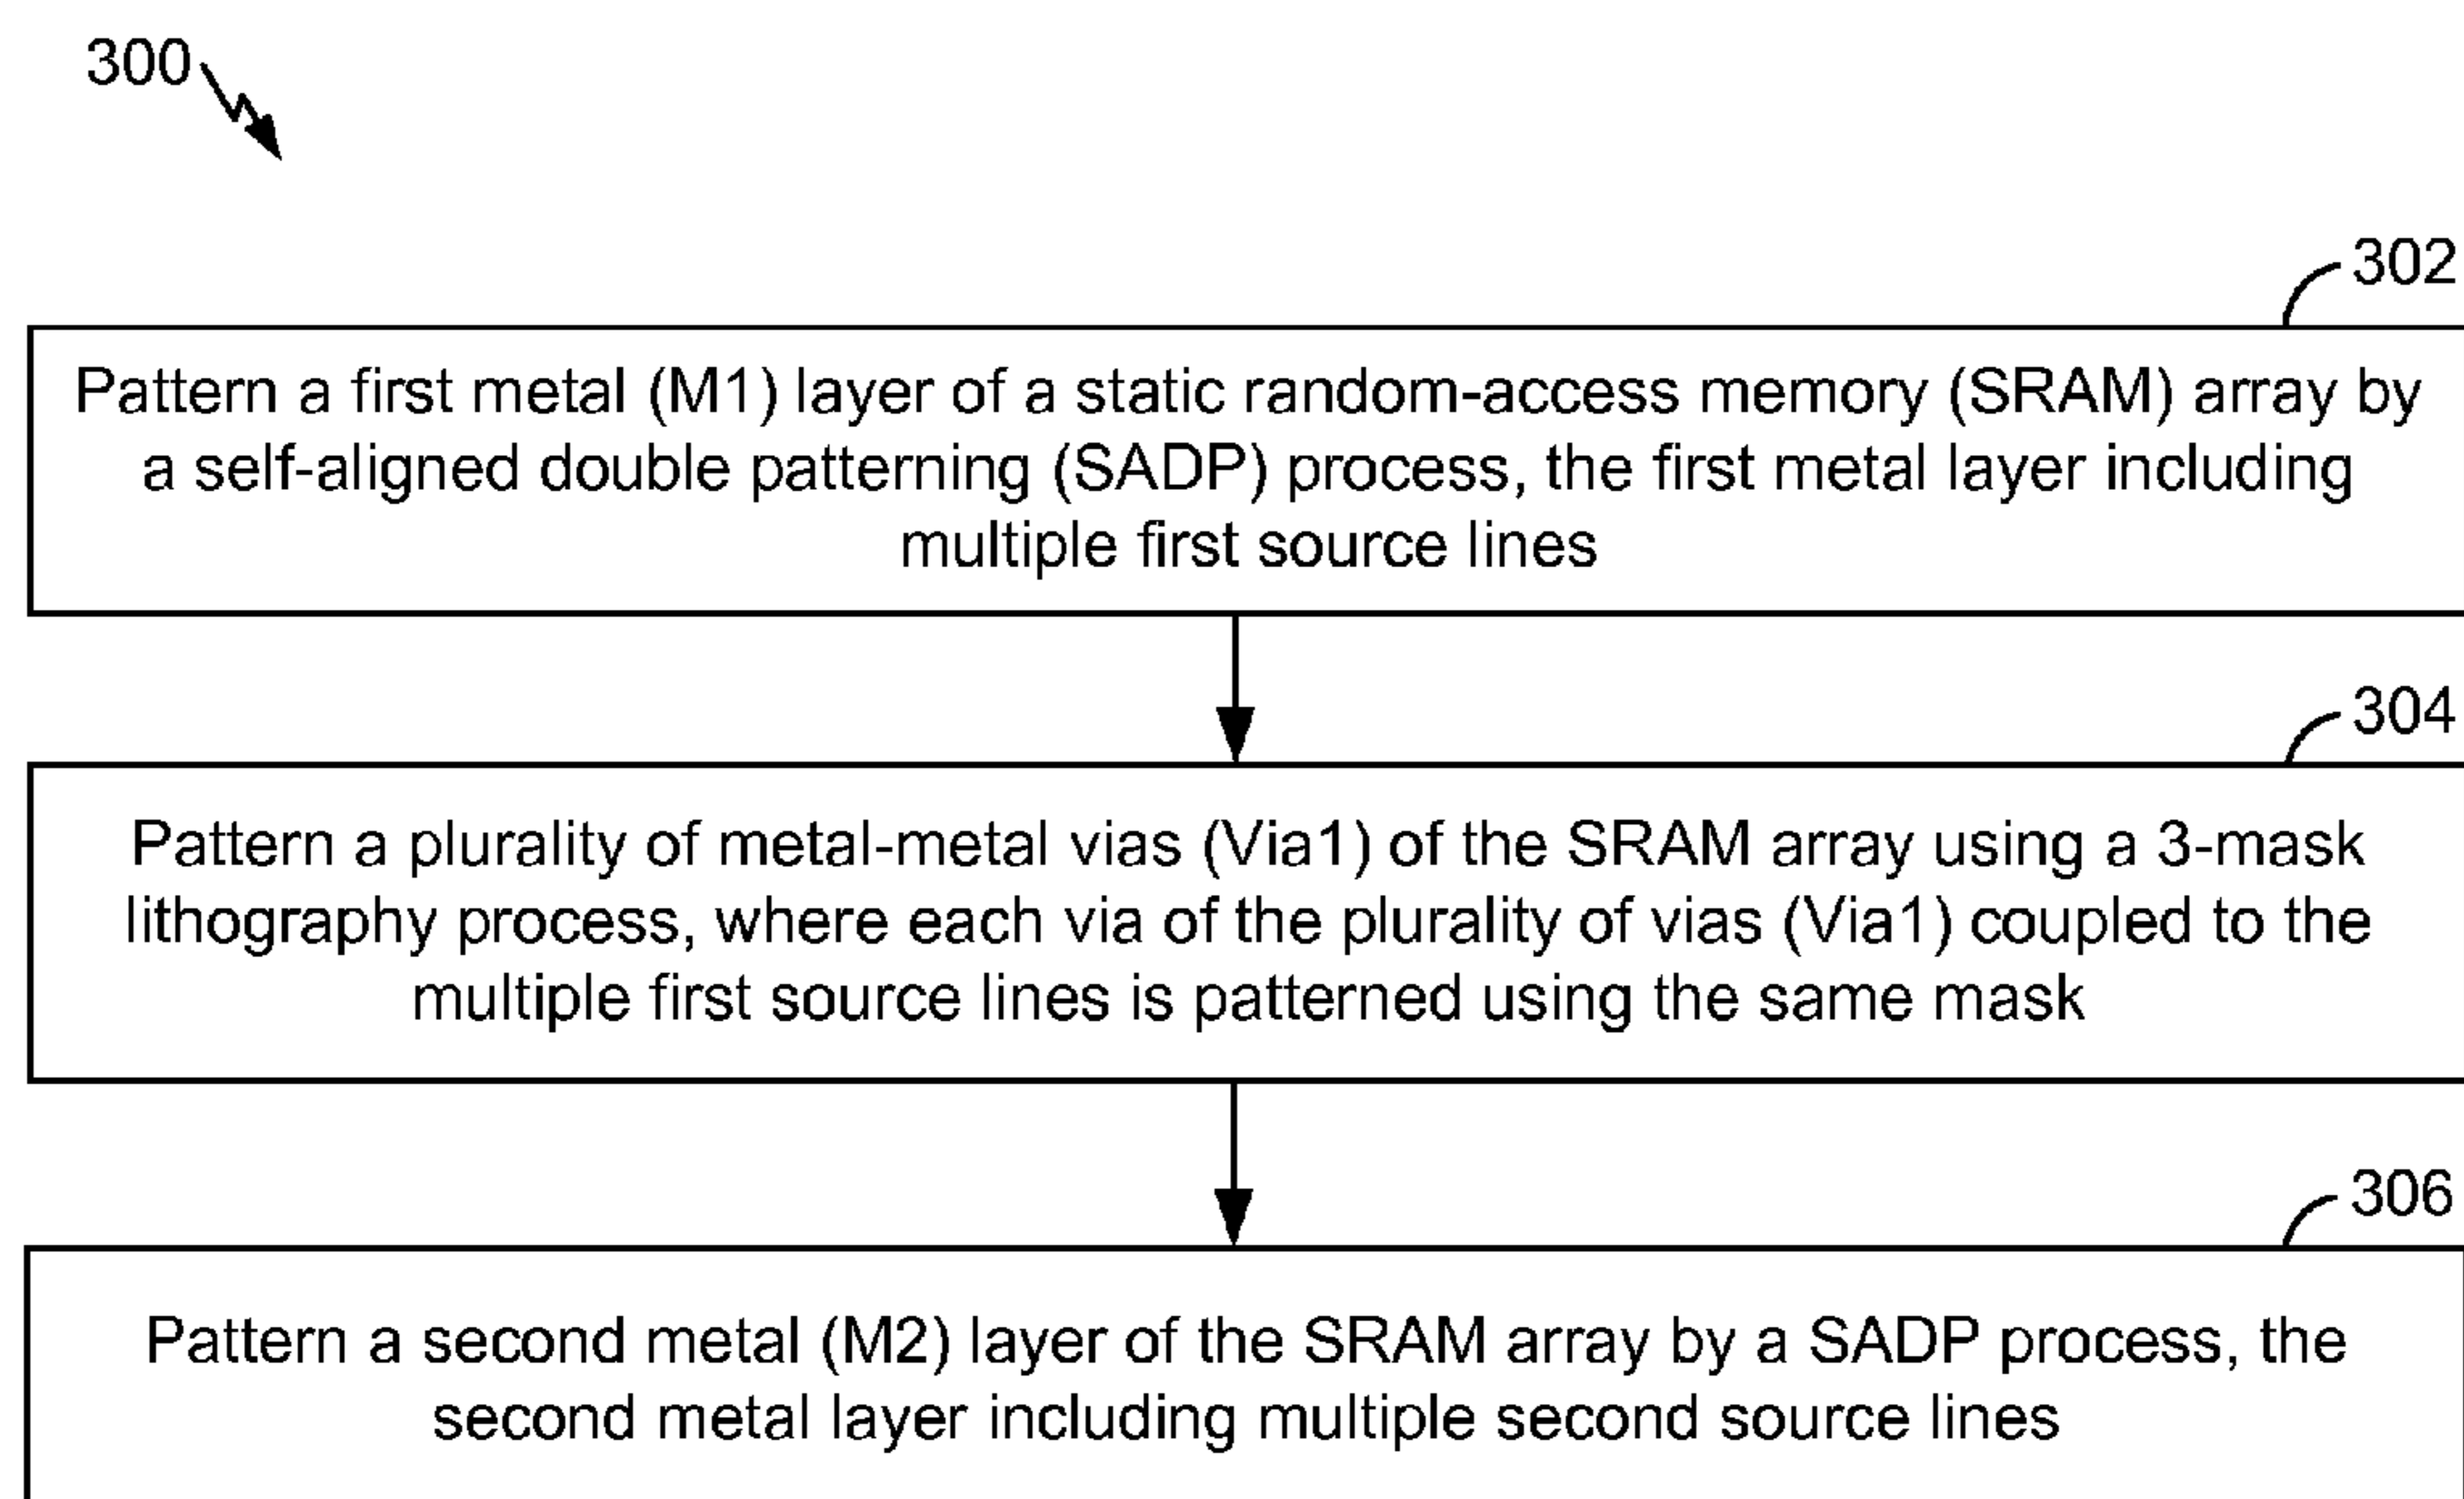 300
302
Pattern a first metal (M1) layer of a static random-access memory (SRAM) array by
a self-aligned double patterning (SADP) process, the first metal layer including
multiple first source lines
304
Pattern a plurality of metal-metal vias (Via1) of the SRAM array using a 3-mask
lithography process, where each via of the plurality of vias (Via1) coupled to the
multiple first source lines is patterned using the same mask
306
Pattern a second metal (M2) layer of the SRAM array by a SADP process, the
second metal layer including multiple second source lines